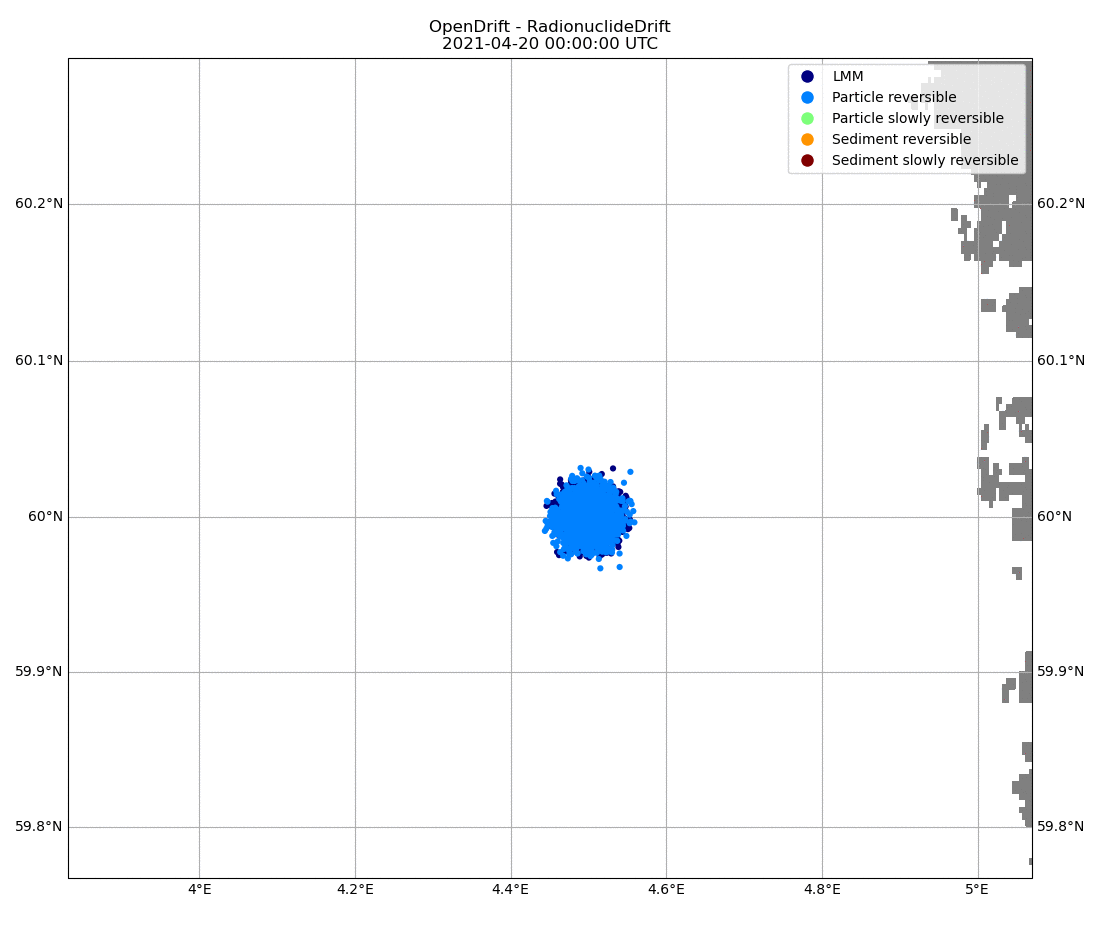 OpenDrift - RadionuclideDrift
2021-04-20 00:00:00 UTC
LMM
Particle reversible
Particle slowly reversible
Sediment reversible
Sediment slowly reversible
60.2°N 60.2°N
60.1°N 60.1°N
60°N 60°N
59.9°N 59.9°N
59.8°N 59.8°N
4°E 4.2°E 4.4°E 4.6°E 4.8°E 5°E